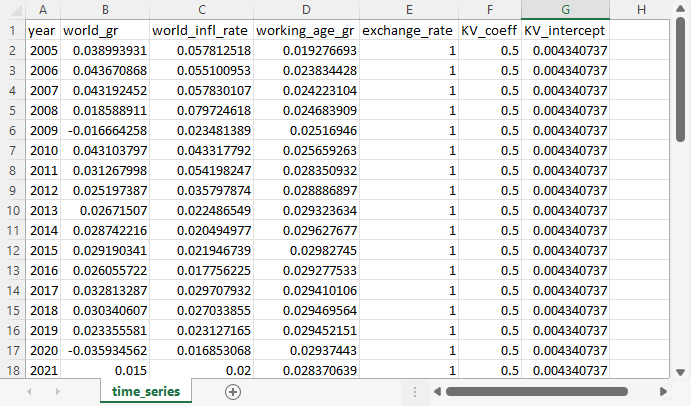 A B C D E F G H
1 year world_gr world_infl_rate working_age_gr exchange_rate KV_coeff KV_intercept
2 2005 0.038993931 0.057812518 0.019276693 1 0.5 0.004340737
3 2006 0.043670868 0.055100953 0.023834428 1 0.5 0.004340737
4 2007 0.043192452 0.057830107 0.024223104 1 0.5 0.004340737
5 2008 0.018588911 0.079724618 0.024683909 1 0.5 0.004340737
6 2009 -0.016664258 0.023481389 0.02516946 1 0.5 0.004340737
7 2010 0.043103797 0.043317792 0.025659263 1 0.5 0.004340737
8 2011 0.031267998 0.054198247 0.028350932 1 0.5 0.004340737
9 2012 0.025197387 0.035797874 0.028886897 1 0.5 0.004340737
10 2013 0.02671507 0.022486549 0.029323634 1 0.5 0.004340737
11 2014 0.028742216 0.020494977 0.029627677 1 0.5 0.004340737
12 2015 0.029190341 0.021946739 0.02982745 1 0.5 0.004340737
13 2016 0.026055722 0.017756225 0.029277533 1 0.5 0.004340737
14 2017 0.032813287 0.029707932 0.029410106 1 0.5 0.004340737
15 2018 0.030340607 0.027033855 0.029469564 1 0.5 0.004340737
16 2019 0.023355581 0.023127165 0.029452151 1 0.5 0.004340737
17 2020 -0.035934562 0.016853068 0.02937443 1 0.5 0.004340737
18 2021 0.015 0.02 0.028370639 1 0.5 0.004340737
time_series